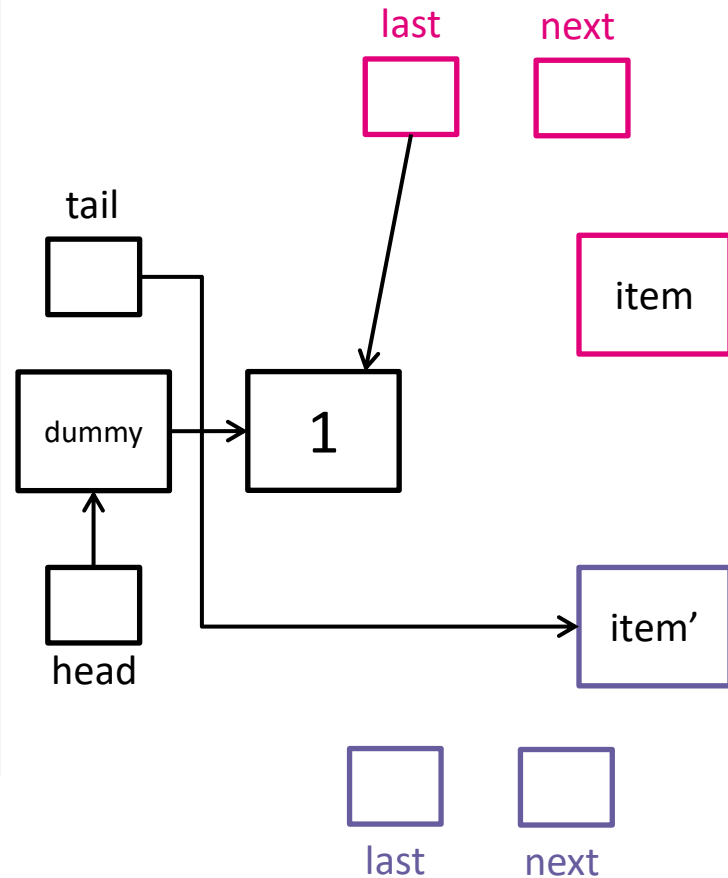 last next
tail
item
dummy
1
item’
head
last next